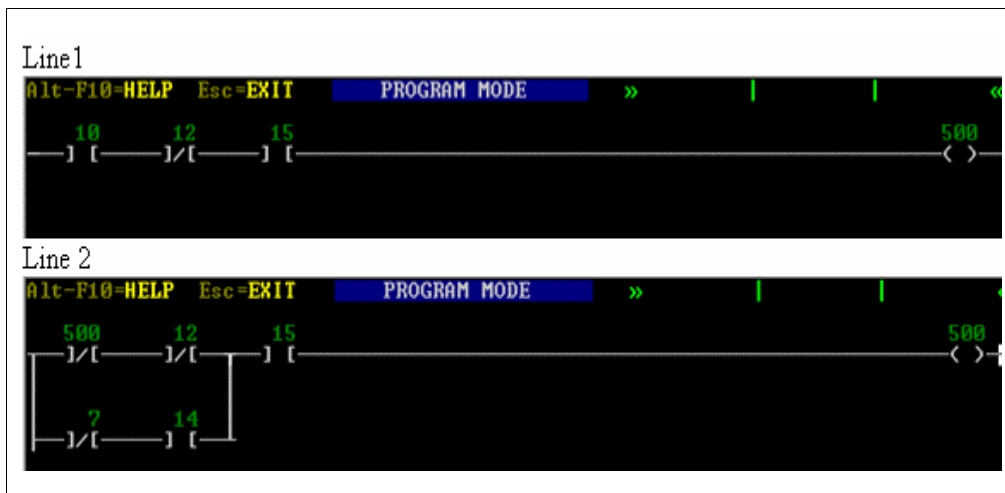 Line1
Alt-F10=HELP Esc=EXIT PROGRAM MODE » | | «
10 12 15 500
] [ ]/[ ] [ ( )
Line 2
Alt-F10=HELP Esc=EXIT PROGRAM MODE » | |
500 12 15 500
]/[ ]/[ ] [ ( )
7 14
]/[ ] [